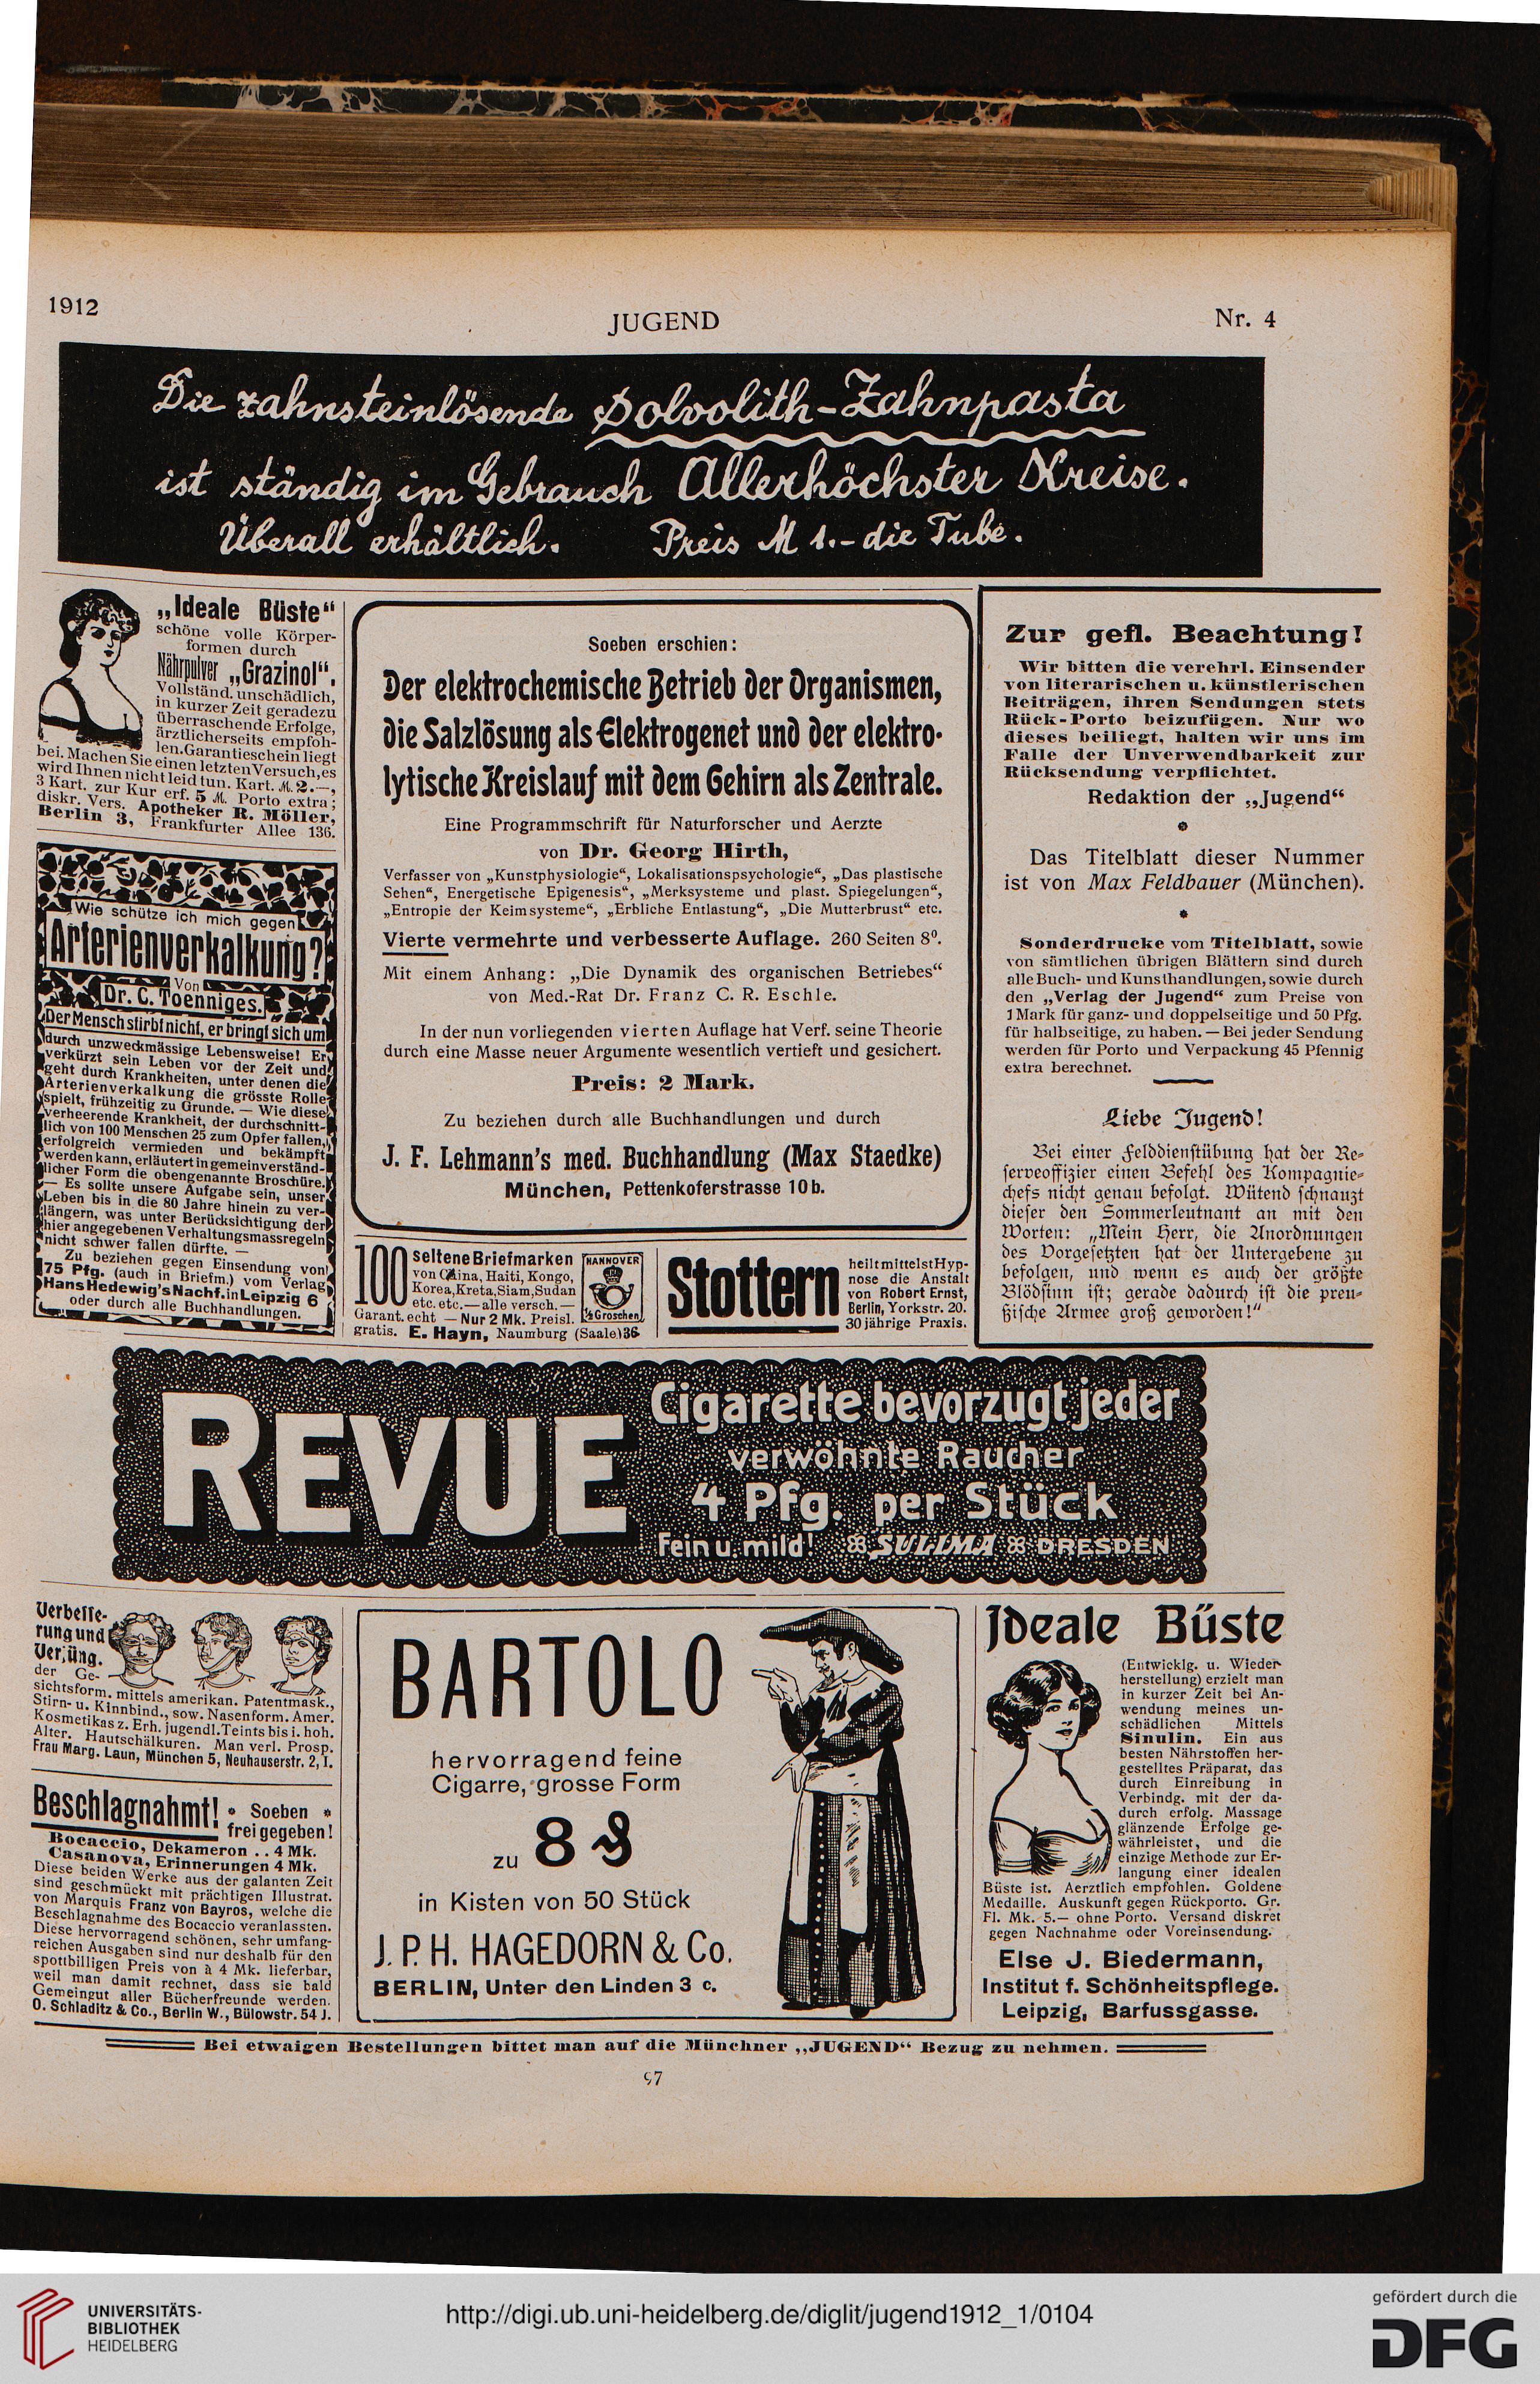 1912
JUGEND
Nr. 4
Die zahnsteinlösende Solvolith-Zahnpasta
ist ständig im Gebrauch Allerhöchster Kreise.
Überall erhältlich. Preis M 1.- die Tube.
„Ideale Büste“
schöne volle Körper-
formen durch
Nährpulver „Grazinol“.
Vollständ. unschädlich,
in kurzer Zeit geradezu
überraschende Erfolge,
ärztlicherseits empfoh-
len. Garantieschein liegt
bei. Machen Sie einen letzten Versuch, es
wird Ihnen nicht leid tun. Kart. M. 2.—,
3 Kart. zur Kur erf. 5 M. Porto extra;
diskr. Vers. Apotheker R. Möller,
Berlin 3, Frankfurter Allee 136.
Wie schütze ich mich gegen
Arterienverkalkung?
Von
Dr. C. Toenniges.
Der Mensch stirbt nicht, er bringt sich um
durch unzweckmässige Lebensweise! Er
verkürzt sein Leben vor der Zeit und
geht durch Krankheiten, unter denen die
Arterienverkalkung die grösste Rolle
spielt, frühzeitig zu Grunde. — Wie diese
verheerende Krankheit, der durchschnitt-
lich von 100 Menschen 25 zum Opfer fallen,
erfolgreich vermieden und bekämpft
werden kann, erläutert in gemeinverständ-
licher Form die obengenannte Broschüre.
— Es sollte unsere Aufgabe sein, unser
Leben bis in die 80 Jahre hinein zu ver-
längern, was unter Berücksichtigung der
hier angegebenen Verhaltungsmassregeln
nicht schwer fallen dürfte. —
Zu beziehen gegen Einsendung von
75 Pfg. (auch in Briefm.) vom Verlag
Hans Hedewig's Nachf. in Leipzig 6
oder durch alle Buchhandlungen.
Soeben erschien:
Der elektrochemische Betrieb der Organismen,
die Salzlösung als Elektrogenet und der elektro-
lytische Kreislauf mit dem Gehirn als Zentrale.
Eine Programmschrift für Naturforscher und Aerzte
von Dr. Georg Hirth,
Verfasser von „Kunstphysiologie“, Lokalisationspsychologie“, „Das plastische
Sehen“, Energetische Epigenesis“, „Merksysteme und plast. Spiegelungen“,
„Entropie der Keimsysteme“, „Erbliche Entlastung“, „Die Mutterbrust“ etc.
Vierte vermehrte und verbesserte Auflage. 260 Seiten 8⁰.
Mit einem Anhang: „Die Dynamik des organischen Betriebes“
von Med.-Rat Dr. Franz C. R. Eschle.
In der nun vorliegenden vierten Auflage hat Verf. seine Theorie
durch eine Masse neuer Argumente wesentlich vertieft und gesichert.
Preis: 2 Mark.
Zu beziehen durch alle Buchhandlungen und durch
J. F. Lehmann's med. Buchhandlung (Max Staedke)
München, Pettenkoferstrasse 10b.
100 seltene Briefmarken
von China, Haiti, Kongo,
Korea, Kreta, Siam, Sudan
etc. etc. — alle versch. —
Garant. echt — Nur 2 Mk. Preisl.
gratis. E. Hayn, Naumburg (Saale) 36.
HANNOVER
½ Groschen
Stottern
heilt mittelst Hyp-
nose die Anstalt
von Robert Ernst,
Berlin, Yorkstr. 20.
30 jährige Praxis.
Zur gefl. Beachtung!
Wir bitten die verehrl. Einsender
von literarischen u. künstlerischen
Beiträgen, ihren Sendungen stets
Rück-Porto beizufügen. Nur wo
dieses beiliegt, halten wir uns im
Falle der Unverwendbarkeit zur
Rücksendung verpflichtet.
Redaktion der „Jugend“
Das Titelblatt dieser Nummer
ist von Max Feldbauer (München).
Sonderdrucke vom Titelblatt, sowie
von sämtlichen übrigen Blättern sind durch
alle Buch- und Kunsthandlungen, sowie durch
den „Verlag der Jugend“ zum Preise von
1 Mark für ganz- und doppelseitige und 50 Pfg.
für halbseitige, zu haben. — Bei jeder Sendung
werden für Porto und Verpackung 45 Pfennig
extra berechnet.
Liebe Jugend!
Bei einer Felddienstübung hat der Re-
serveoffizier einen Befehl des Kompagnie-
chefs nicht genau befolgt. Wütend schnauzt
dieser den Sommerleutnant an mit den
Worten: „Mein Herr, die Anordnungen
des Vorgesetzten hat der Untergebene zu
befolgen, und wenn es auch der größte
Blödsinn ist; gerade dadurch ist die preu-
ßische Armee groß geworden!“
REVUE
Cigarette bevorzugt jeder
verwöhnte Raucher
4 Pfg. per Stück
Fein u. mild! SULIMA DRESDEN
Verbesse-
rung und
Verjüng.
der Ge-
sichtsform. mittels amerikan. Patentmask.,
Stirn- u. Kinnbind., sow. Nasenform. Amer.
Kosmetikas z. Erh. jugendl. Teints bis i. hoh.
Alter. Hautschälkuren. Man verl. Prosp.
Frau Marg. Laun, München 5, Neuhauserstr. 2, I.
Beschlagnahmt! * Soeben *
frei gegeben!
Bocaccio, Dekameron . . 4 Mk.
Casanova, Erinnerungen 4 Mk.
Diese beiden Werke aus der galanten Zeit
sind geschmückt mit prächtigen Illustrat.
von Marquis Franz von Bayros, welche die
Beschlagnahme des Bocaccio veranlassten.
Diese hervorragend schönen, sehr umfang-
reichen Ausgaben sind nur deshalb für den
spottbilligen Preis von à 4 Mk. lieferbar,
weil man damit rechnet, dass sie bald
Gemeingut aller Bücherfreunde werden.
O. Schladitz & Co., Berlin W., Bülowstr. 54 J.
BARTOLO
hervorragend feine
Cigarre, grosse Form
zu 8 ₰
in Kisten von 50 Stück
J. P. H. HAGEDORN & Co.
BERLIN, Unter den Linden 3 c.
Ideale Büste
(Entwicklg. u. Wieder-
herstellung) erzielt man
in kurzer Zeit bei An-
wendung meines un-
schädlichen Mittels
Sinulin. Ein aus
besten Nährstoffen her-
gestelltes Präparat, das
durch Einreibung in
Verbindg. mit der da-
durch erfolg. Massage
glänzende Erfolge ge-
währleistet, und die
einzige Methode zur Er-
langung einer idealen
Büste ist. Aerztlich empfohlen. Goldene
Medaille. Auskunft gegen Rückporto. Gr.
Fl. Mk. 5.— ohne Porto. Versand diskret
gegen Nachnahme oder Voreinsendung.
Else J. Biedermann,
Institut f. Schönheitspflege.
Leipzig, Barfussgasse.
Bei etwaigen Bestellungen bittet man auf die Münchner „JUGEND“ Bezug zu nehmen.
97
UNIVERSITÄTS-
BIBLIOTHEK
HEIDELBERG
http://digi.ub.uni-heidelberg.de/diglit/jugend1912_1/0104
gefördert durch die
DFG